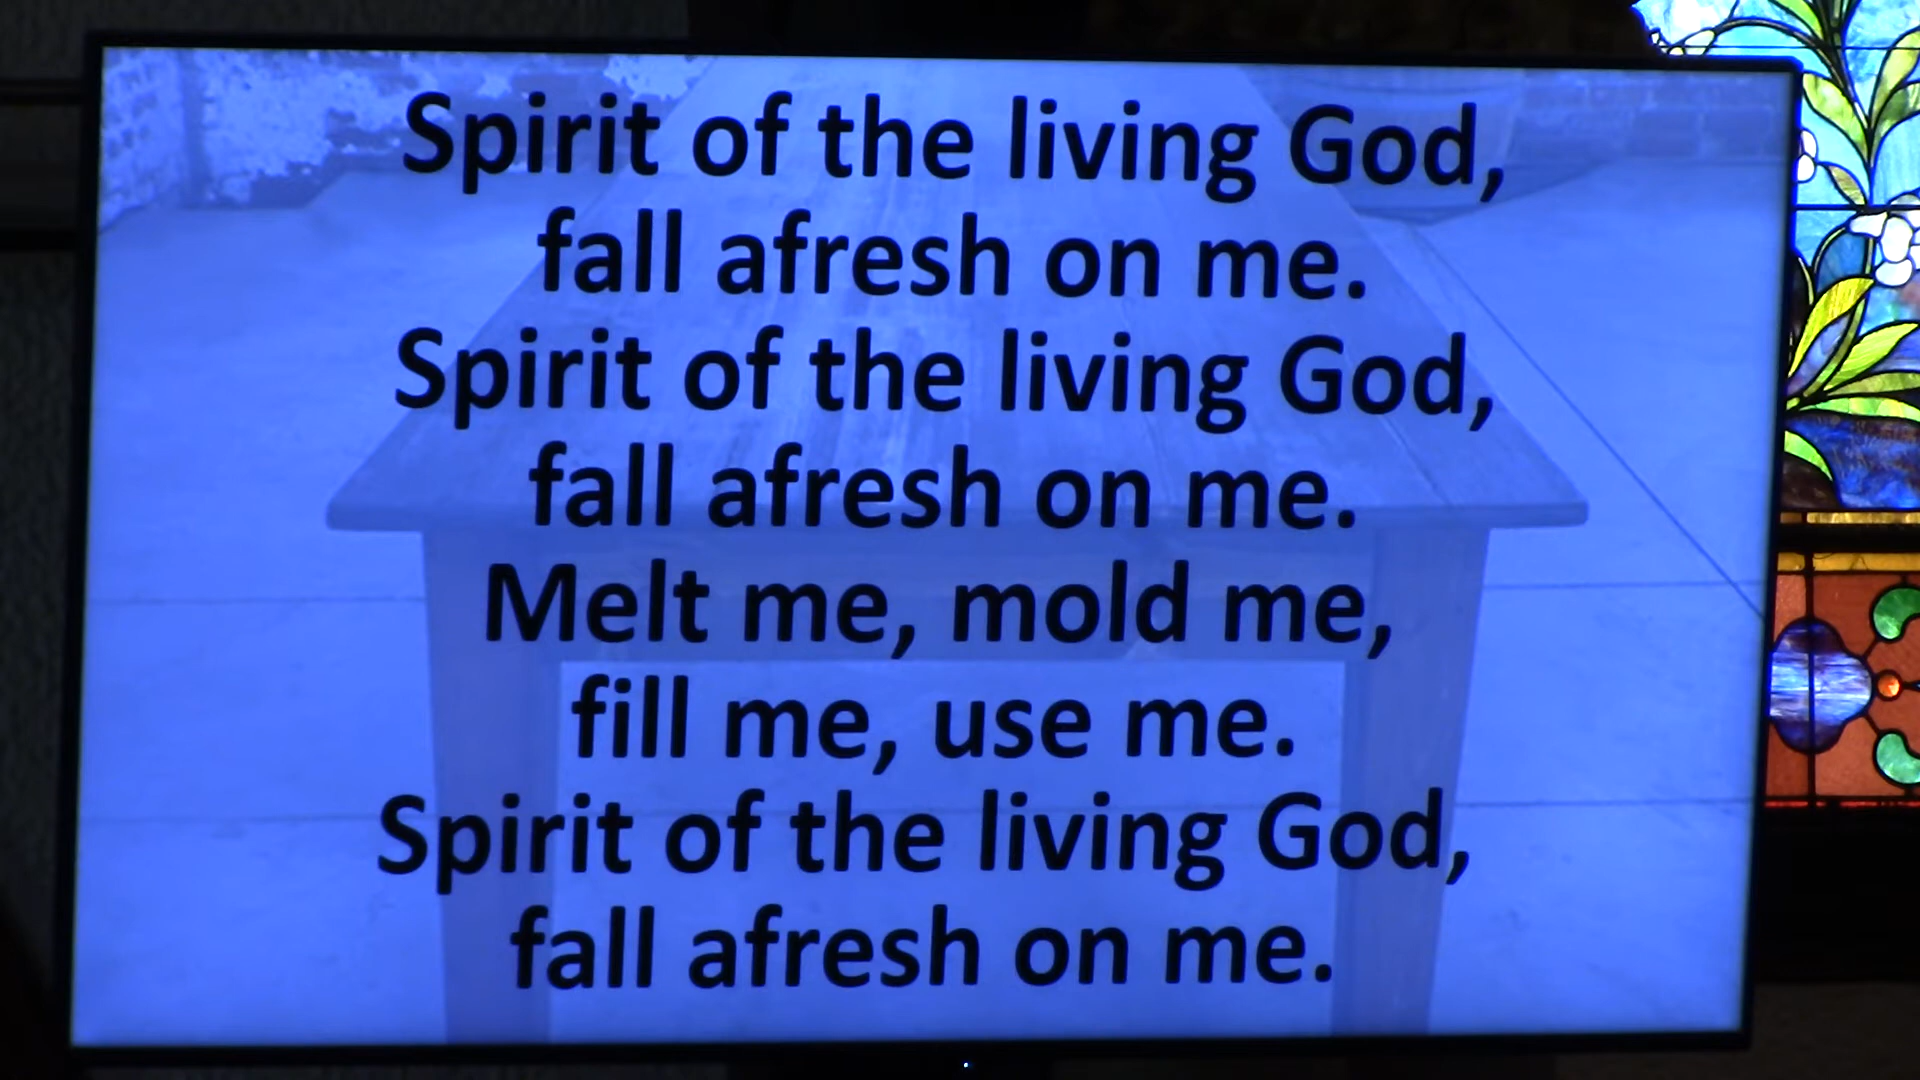 Spirit of the living God,
fall afresh on me.
Spirit of the living God,
fall afresh on me.
Melt me, mold me,
fill me, use me.
Spirit of the living God,
fall afresh on me.